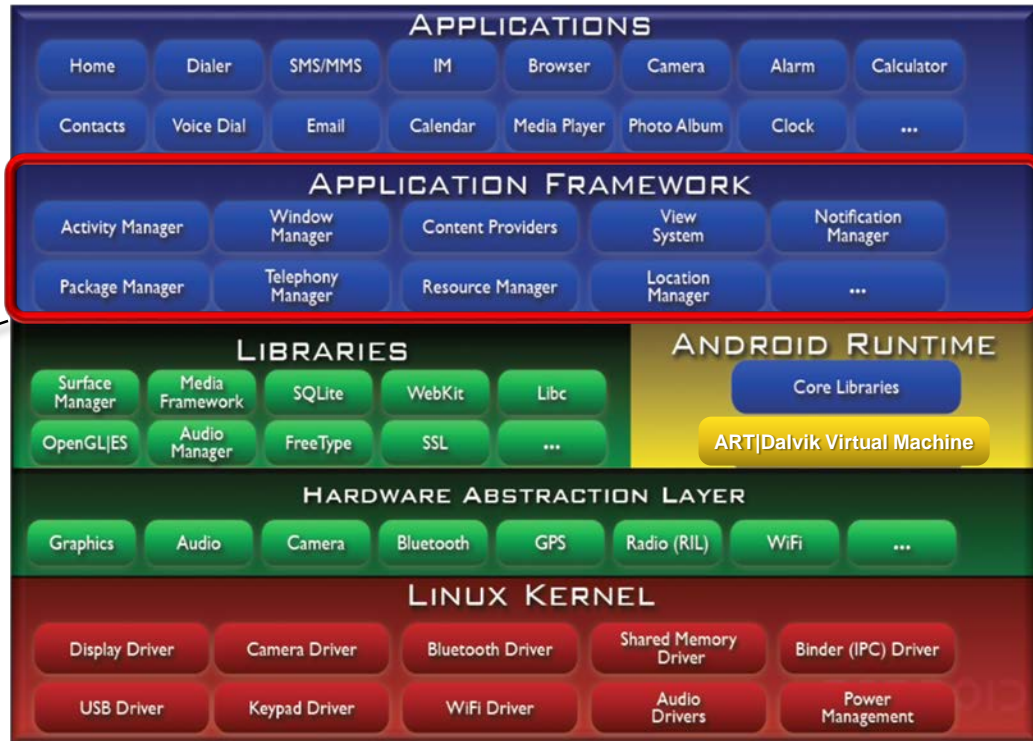 APPLICATIONS
Home Dialer SMS/MMS IM Browser Camera Alarm Calculator
Contacts Voice Dial Email Calendar Media Player Photo Album Clock ...
APPLICATION FRAMEWORK
Activity Manager Window Manager Content Providers View System Notification Manager
Package Manager Telephony Manager Resource Manager Location Manager ...
LIBRARIES ANDROID RUNTIME
Surface Manager Media Framework SQLite WebKit Libc Core Libraries
OpenGL|ES Audio Manager FreeType SSL ... ART|Dalvik Virtual Machine
HARDWARE ABSTRACTION LAYER
Graphics Audio Camera Bluetooth GPS Radio (RIL) WiFi ...
LINUX KERNEL
Display Driver Camera Driver Bluetooth Driver Shared Memory Driver Binder (IPC) Driver
USB Driver Keypad Driver WiFi Driver Audio Drivers Power Management